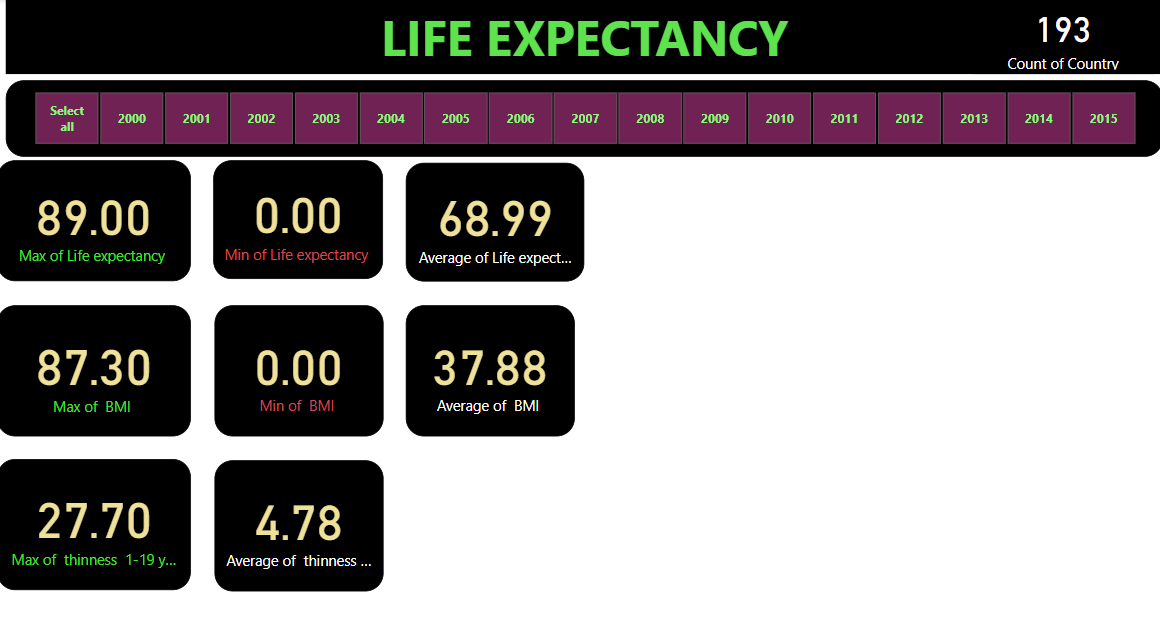 LIFE EXPECTANCY
193
Count of Country
Select
all
2000
2001
2002
2003
2004
2005
2006
2007
2008
2009
2010
2011
2012
2013
2014
2015
89.00
Max of Life expectancy
0.00
Min of Life expectancy
68.99
Average of Life expect...
87.30
Max of  BMI
0.00
Min of  BMI
37.88
Average of  BMI
27.70
Max of  thinness  1-19 y...
4.78
Average of  thinness ...